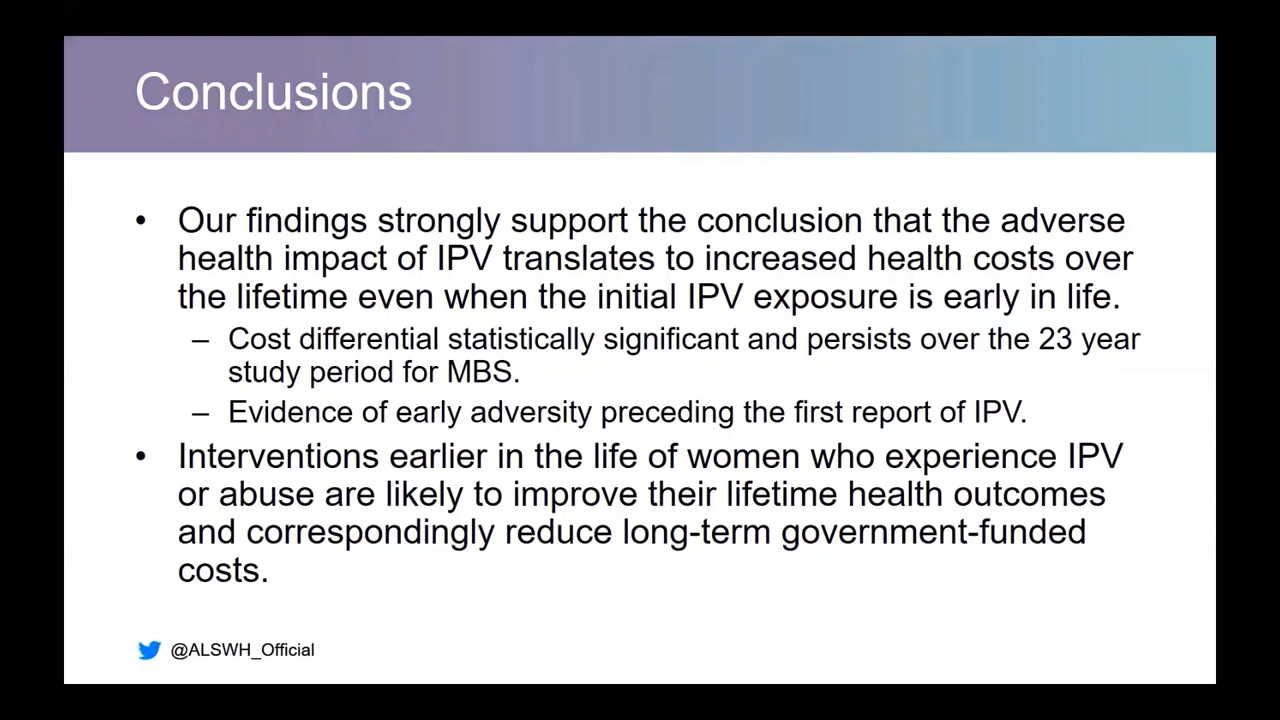 Conclusions
• Our findings strongly support the conclusion that the adverse
health impact of IPV translates to increased health costs over
the lifetime even when the initial IPV exposure is early in life.
– Cost differential statistically significant and persists over the 23 year
study period for MBS.
– Evidence of early adversity preceding the first report of IPV.
• Interventions earlier in the life of women who experience IPV
or abuse are likely to improve their lifetime health outcomes
and correspondingly reduce long-term government-funded
costs.
@ALSWH_Official